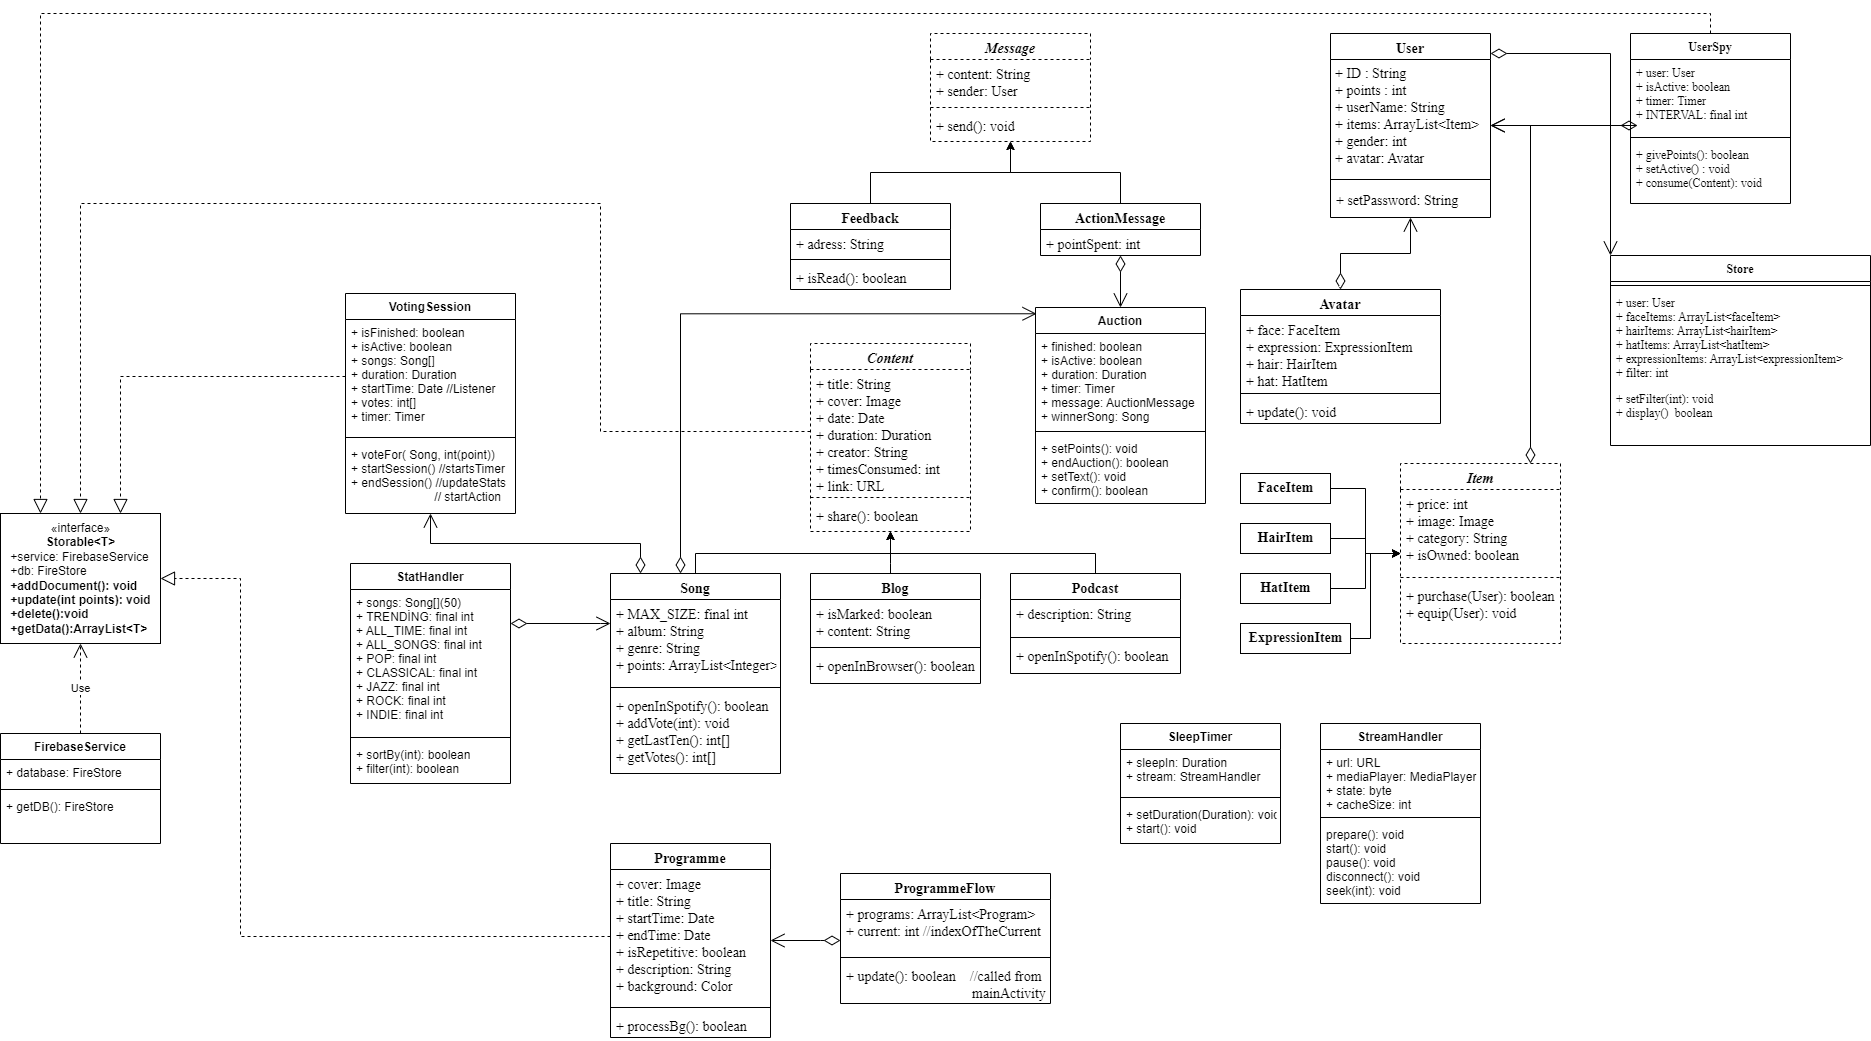 Message
+ content: String
+ sender: User
+ send(): void
User
+ ID : String
+ points : int
+ userName: String
+ items: ArrayList<Item>
+ gender: int
+ avatar: Avatar
+ setPassword: String
UserSpy
+ user: User
+ isActive: boolean
+ timer: Timer
+ INTERVAL: final int
+ givePoints(): boolean
+ setActive() : void
+ consume(Content): void
Feedback
+ adress: String
+ isRead(): boolean
ActionMessage
+ pointSpent: int
Store
+ user: User
+ faceItems: ArrayList<faceItem>
+ hairItems: ArrayList<hairItem>
+ hatItems: ArrayList<hatItem>
+ expressionItems: ArrayList<expressionItem>
+ filter: int
+ setFilter(int): void
+ display() boolean
VotingSession
+ isFinished: boolean
+ isActive: boolean
+ songs: Song[]
+ duration: Duration
+ startTime: Date //Listener
+ votes: int[]
+ timer: Timer
+ voteFor( Song, int(point))
+ startSession() //startsTimer
+ endSession() //updateStats
// startAction
Content
+ title: String
+ cover: Image
+ date: Date
+ duration: Duration
+ creator: String
+ timesConsumed: int
+ link: URL
+ share(): boolean
Auction
+ finished: boolean
+ isActive: boolean
+ duration: Duration
+ timer: Timer
+ message: AuctionMessage
+ winnerSong: Song
+ setPoints(): void
+ endAuction(): boolean
+ setText(): void
+ confirm(): boolean
Avatar
+ face: FaceItem
+ expression: ExpressionItem
+ hair: HairItem
+ hat: HatItem
+ update(): void
FaceItem
HairItem
HatItem
ExpressionItem
Item
+ price: int
+ image: Image
+ category: String
+ isOwned: boolean
+ purchase(User): boolean
+ equip(User): void
«interface»
Storable<T>
+service: FirebaseService
+db: FireStore
+addDocument(): void
+update(int points): void
+delete():void
+getData():ArrayList<T>
Use
FirebaseService
+ database: FireStore
+ getDB(): FireStore
StatHandler
+ songs: Song[](50)
+ TRENDING: final int
+ ALL_TIME: final int
+ ALL_SONGS: final int
+ POP: final int
+ CLASSICAL: final int
+ JAZZ: final int
+ ROCK: final int
+ INDIE: final int
+ sortBy(int): boolean
+ filter(int): boolean
Song
+ MAX_SIZE: final int
+ album: String
+ genre: String
+ points: ArrayList<Integer>
+ openInSpotify(): boolean
+ addVote(int): void
+ getLastTen(): int[]
+ getVotes(): int[]
Blog
+ isMarked: boolean
+ content: String
+ openInBrowser(): boolean
Podcast
+ description: String
+ openInSpotify(): boolean
SleepTimer
+ sleepIn: Duration
+ stream: StreamHandler
+ setDuration(Duration): void
+ start(): void
StreamHandler
+ url: URL
+ mediaPlayer: MediaPlayer
+ state: byte
+ cacheSize: int
prepare(): void
start(): void
pause(): void
disconnect(): void
seek(int): void
Programme
+ cover: Image
+ title: String
+ startTime: Date
+ endTime: Date
+ isRepetitive: boolean
+ description: String
+ background: Color
+ processBg(): boolean
ProgrammeFlow
+ programs: ArrayList<Program>
+ current: int //indexOfTheCurrent
+ update(): boolean //called from
mainActivity